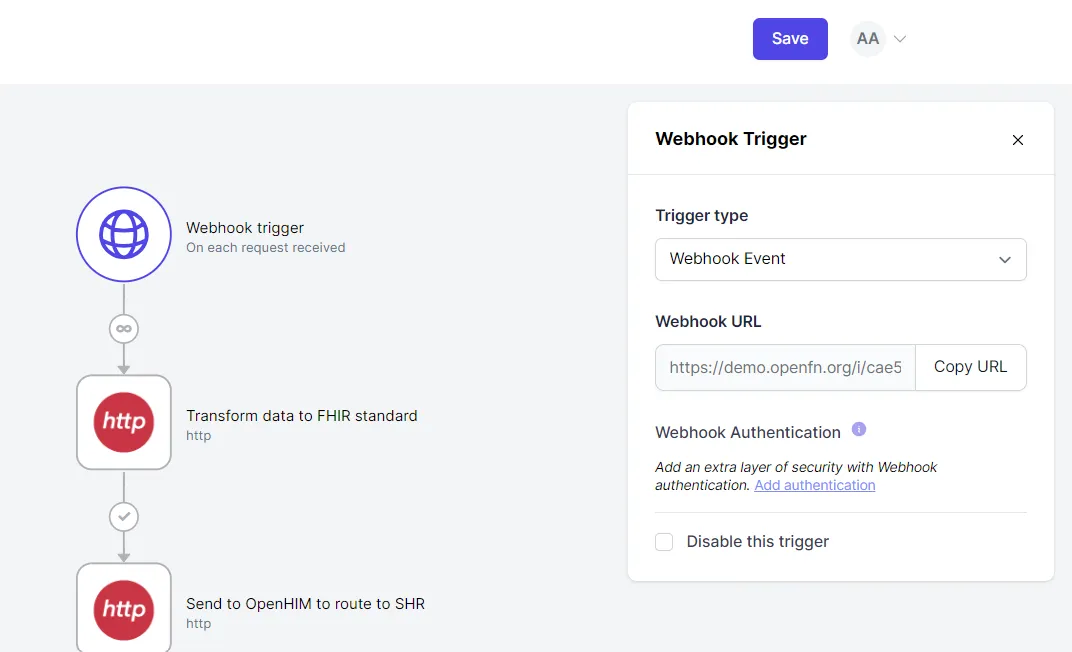 Save
AA
Webhook Trigger
Trigger type
Webhook Event
Webhook URL
https://demo.openfn.org/i/cae5
Copy URL
Webhook Authentication
i
Add an extra layer of security with Webhook
authentication. Add authentication
Disable this trigger
Webhook trigger
On each request received
http
Transform data to FHIR standard
http
http
Send to OpenHIM to route to SHR
http